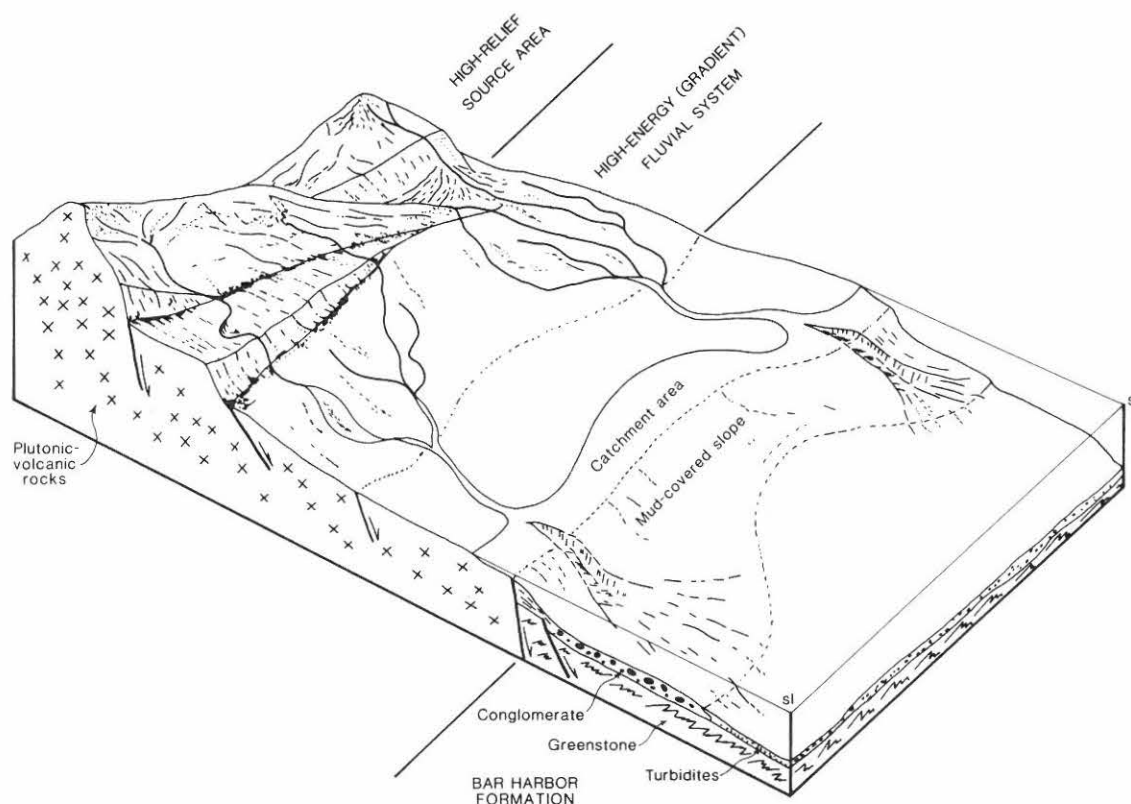 HIGH-RELIEF
SOURCE AREA
HIGH-ENERGY (GRADIENT)
FLUVIAL SYSTEM
Plutonic-
volcanic
rocks
Catchment area
Mud-covered slope
s
sl
Conglomerate
Greenstone
Turbidites
BAR HARBOR
FORMATION